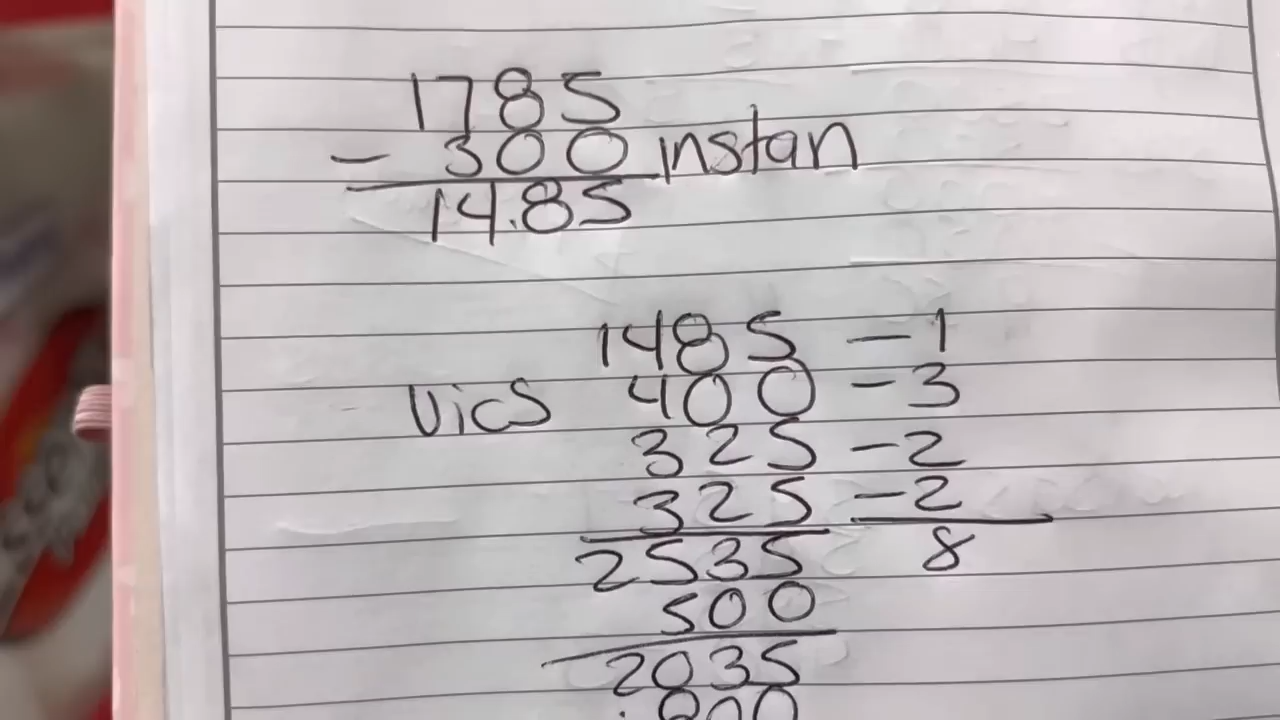 1785
- 300 instan
14.85
1485 - 1
Vics 400 - 3
325 - 2
325 - 2
2535 8
500
2035